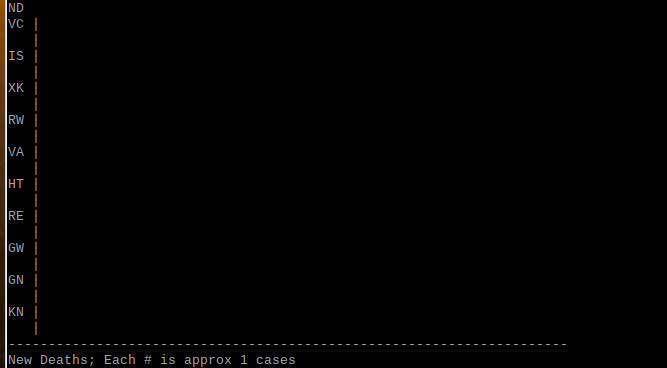 ND
VC |
|
IS |
|
XK |
|
RW |
|
VA |
|
HT |
|
RE |
|
GW |
|
GN |
|
KN |
|
----------------------------------------------------------------------
New Deaths; Each # is approx 1 cases